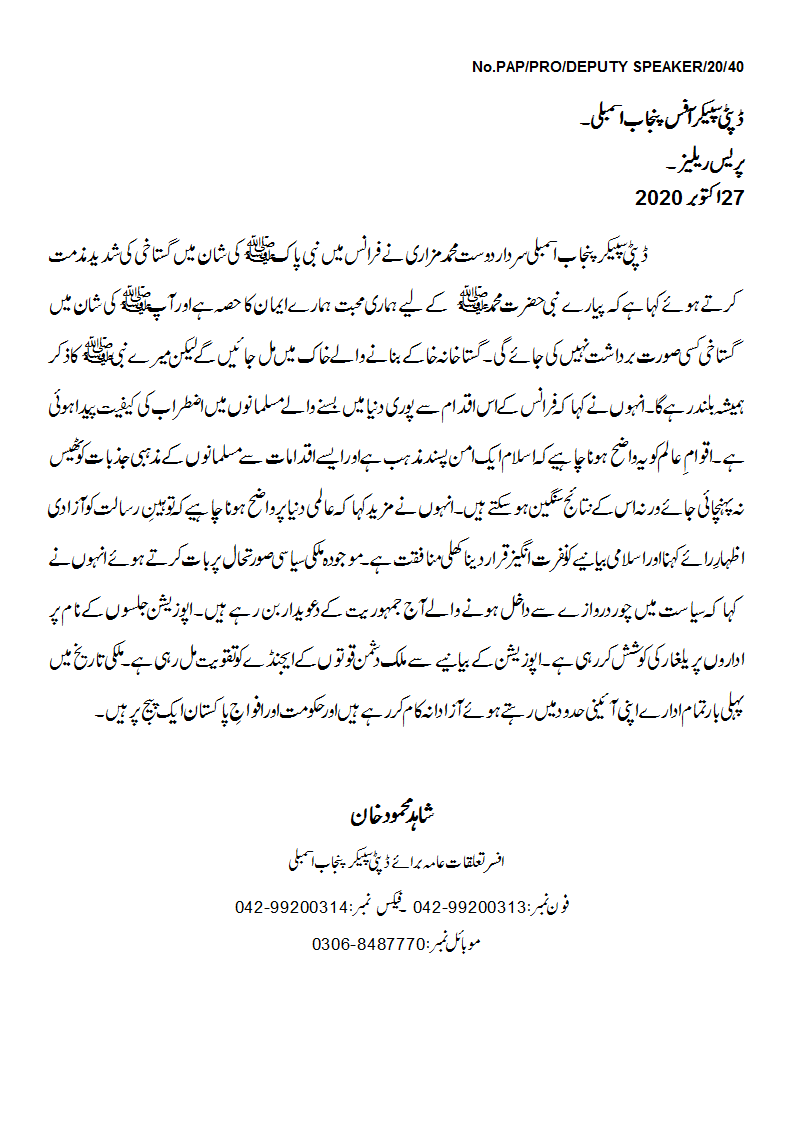 No.PAP/PRO/DEPUTY SPEAKER/20/40
ڈپٹی سپیکر آفس پنجاب اسمبلی۔
پریس ریلیز ۔
27 اکتوبر 2020
ڈپٹی سپیکر پنجاب اسمبلی سردار دوست محمد مزاری نے فرانس میں نبی پاک ﷺ کی شان میں گستاخی کی شدید مذمت
کرتے ہوئے کہا ہے کہ پیارے نبی حضرت محمد ﷺ کے لیے ہماری محبت ہمارے ایمان کا حصہ ہے اور آپ ﷺ کی شان میں
گستاخی کسی صورت برداشت نہیں کی جائے گی۔ گستاخانہ خاکے بنانے والے خاک میں مل جائیں گے لیکن میرے نبی ﷺ کا ذکر
ہمیشہ بلند رہے گا۔ انہوں نے کہا کہ فرانس کے اس اقدام سے پوری دنیا میں بسنے والے مسلمانوں میں اضطراب کی کیفیت پیدا ہوئی
ہے۔ اقوامِ عالم کو یہ واضح ہونا چاہیے کہ اسلام ایک امن پسند مذہب ہے اور ایسے اقدامات سے مسلمانوں کے مذہبی جذبات کو ٹھیس
نہ پہنچائی جائے ورنہ اس کے نتائج سنگین ہو سکتے ہیں۔ انہوں نے مزید کہا کہ عالمی دنیا پر واضح ہونا چاہیے کہ توہینِ رسالت کو آزادی
اظہارِ رائے کہنا اور اسلامی بیانیے کو نفرت انگیز قرار دینا کھلی منافقت ہے۔ موجودہ ملکی سیاسی صورتحال پر بات کرتے ہوئے انہوں نے
کہا کہ سیاست میں چور دروازے سے داخل ہونے والے آج جمہوریت کے دعویدار بن رہے ہیں۔ اپوزیشن جلسوں کے نام پر
اداروں پر یلغار کی کوشش کر رہی ہے۔ اپوزیشن کے بیانیے سے ملک دشمن قوتوں کے ایجنڈے کو تقویت مل رہی ہے۔ ملکی تاریخ میں
پہلی بار تمام ادارے اپنی آئینی حدود میں رہتے ہوئے آزادانہ کام کر رہے ہیں اور حکومت اور افواجِ پاکستان ایک پیج پر ہیں۔
شاہد محمود خان
افسر تعلقات عامہ برائے ڈپٹی سپیکر پنجاب اسمبلی
فون نمبر: 042-99200313 ۔ فیکس نمبر: 042-99200314
موبائل نمبر: 0306-8487770